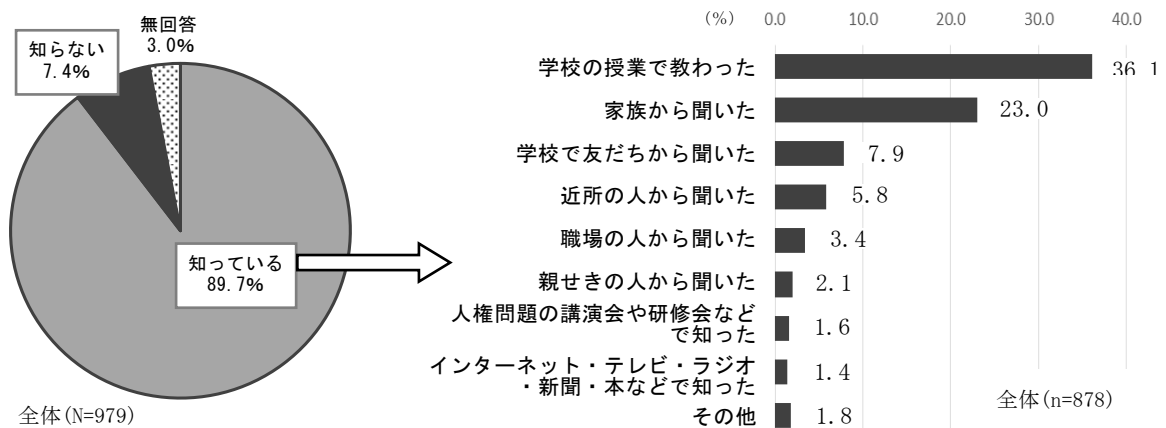 無回答
3.0%
知らない
7.4%
知っている
89.7%
全体(N=979)
(%)
0.0
10.0
20.0
30.0
40.0
学校の授業で教わった
36.1
家族から聞いた
23.0
学校で友だちから聞いた
7.9
近所の人から聞いた
5.8
職場の人から聞いた
3.4
親せきの人から聞いた
2.1
人権問題の講演会や研修会など
で知った
1.6
インターネット・テレビ・ラジオ
・新聞・本などで知った
1.4
その他
1.8
全体(n=878)